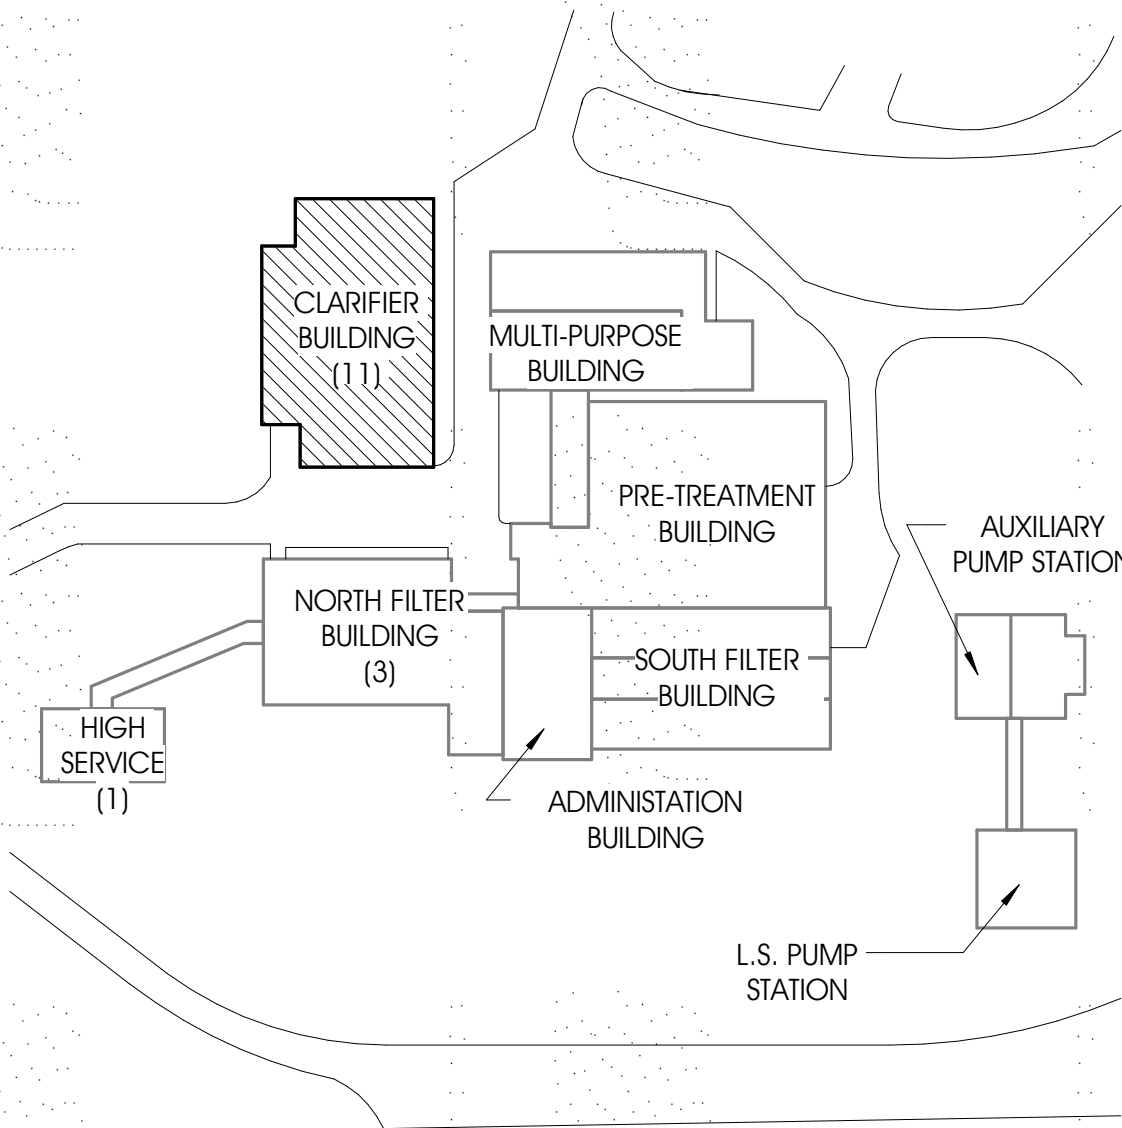 CLARIFIER
BUILDING
(11)
MULTI-PURPOSE
BUILDING
PRE-TREATMENT
BUILDING
AUXILIARY
PUMP STATION
NORTH FILTER
BUILDING
(3)
SOUTH FILTER
BUILDING
HIGH
SERVICE
(1)
ADMINISTATION
BUILDING
L.S. PUMP
STATION